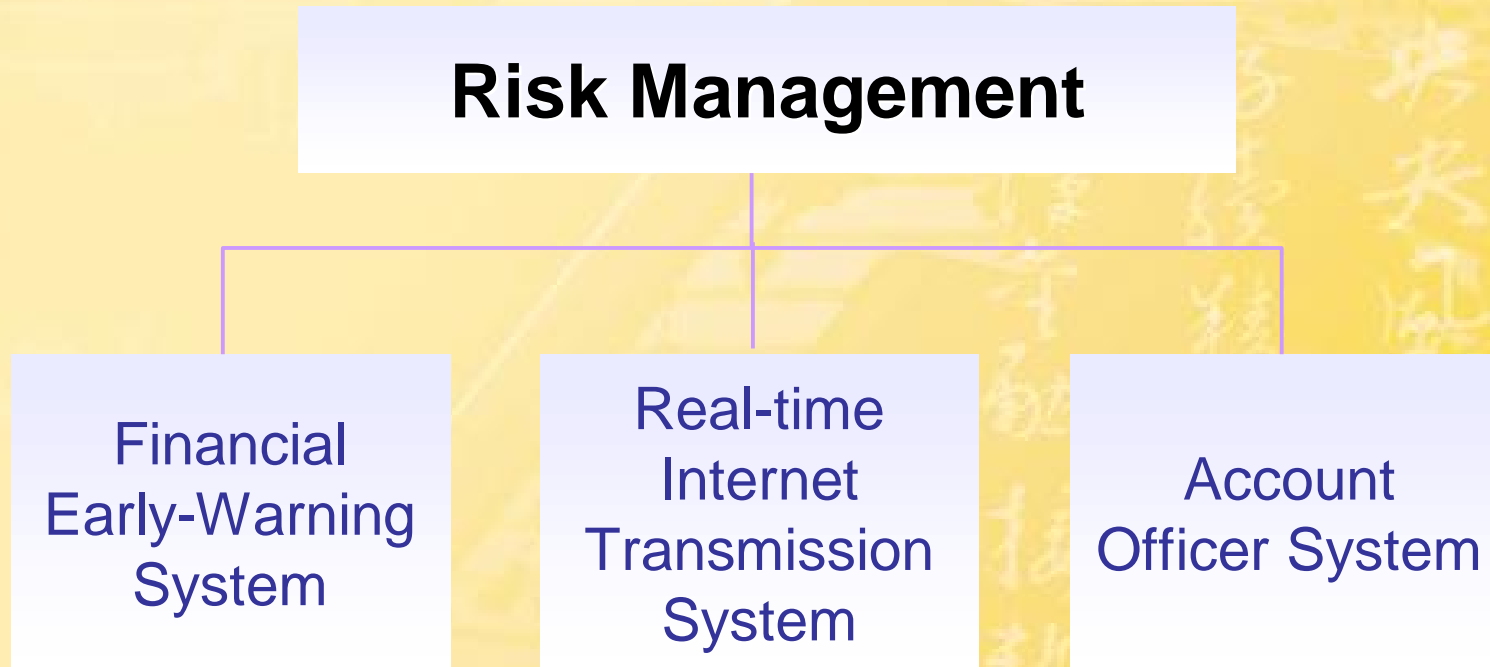 Risk Management
Financial
Early-Warning
System
Real-time
Internet
Transmission
System
Account
Officer System